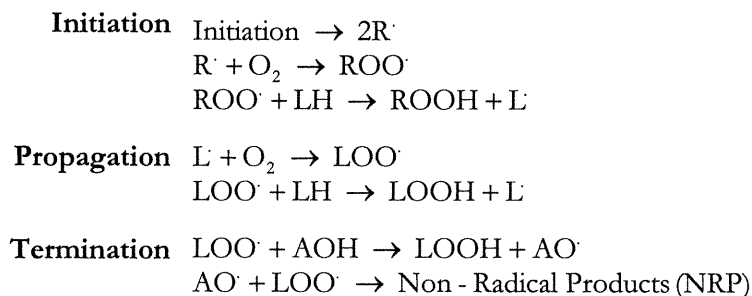 Initiation Initiation → 2R·
R· + O₂ → ROO·
ROO· + LH → ROOH + L·
Propagation L· + O₂ → LOO·
LOO· + LH → LOOH + L·
Termination LOO· + AOH → LOOH + AO·
AO· + LOO· → Non - Radical Products (NRP)